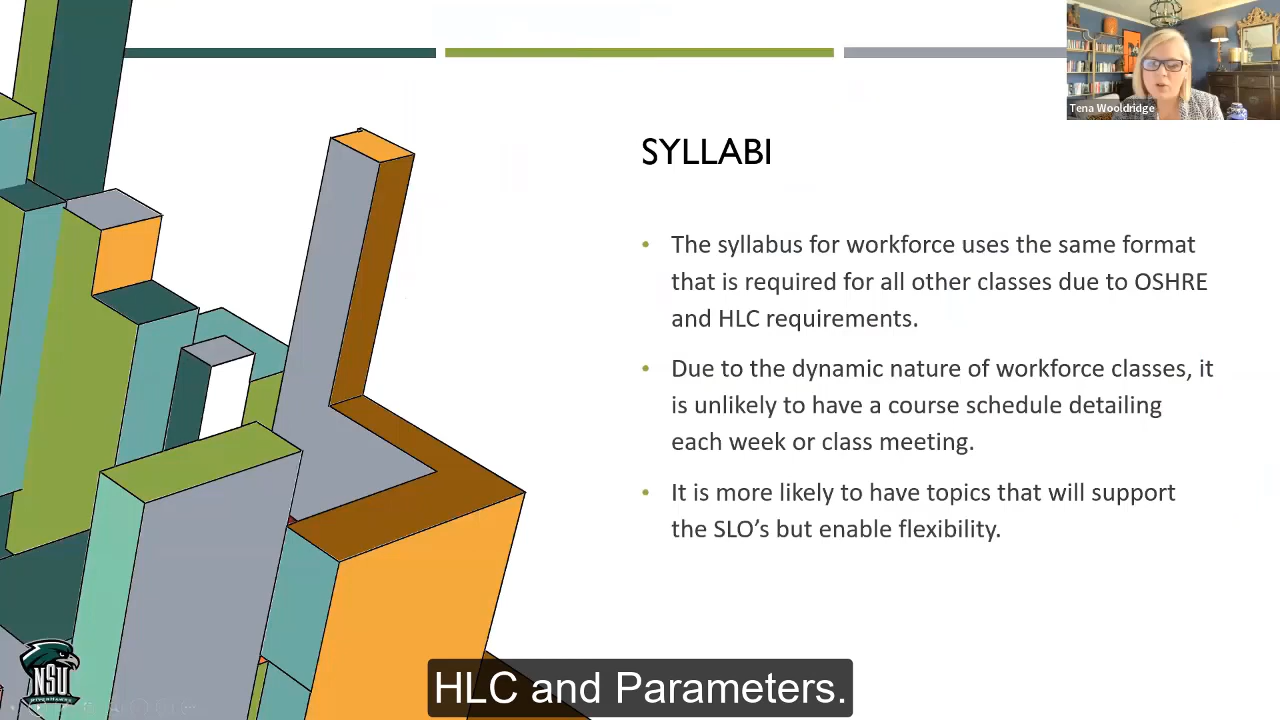 Tena Wooldridge
SYLLABI
• The syllabus for workforce uses the same format
that is required for all other classes due to OSHRE
and HLC requirements.
• Due to the dynamic nature of workforce classes, it
is unlikely to have a course schedule detailing
each week or class meeting.
• It is more likely to have topics that will support
the SLO’s but enable flexibility.
NSU
RIVERHAWKS
HLC and Parameters.